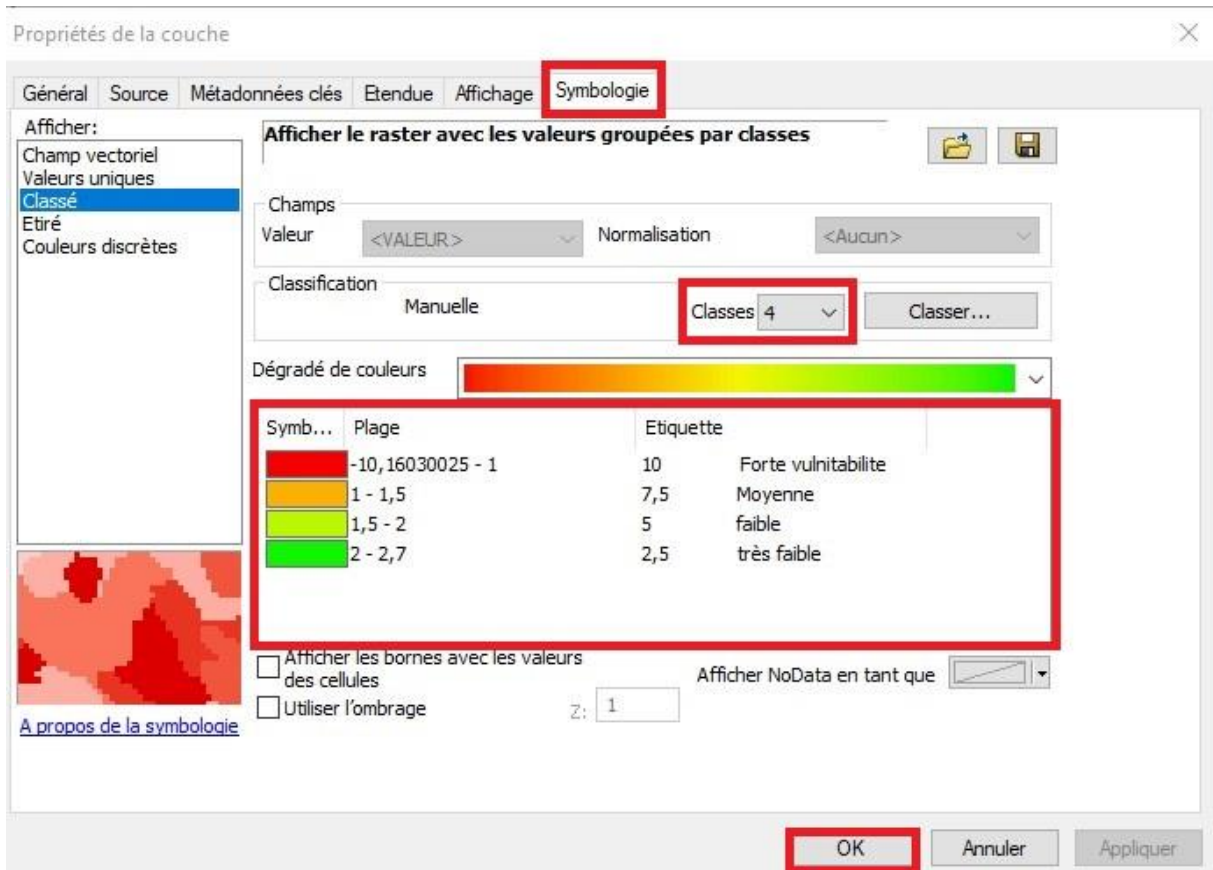 Propriétés de la couche
Général Source Métadonnées clés Etendue Affichage Symbologie
Afficher:
Champ vectoriel
Valeurs uniques
Classé
Etiré
Couleurs discrètes
A propos de la symbologie
Afficher le raster avec les valeurs groupées par classes
Champs
Valeur <VALEUR> Normalisation <Aucun>
Classification
Manuelle Classes 4 Classer...
Dégradé de couleurs
Symb... Plage Etiquette
-10,16030025 - 1 10 Forte vulnitabilite
1 - 1,5 7,5 Moyenne
1,5 - 2 5 faible
2 - 2,7 2,5 très faible
Afficher les bornes avec les valeurs
des cellules
Afficher NoData en tant que
Utiliser l'ombrage Z: 1
OK Annuler Appliquer